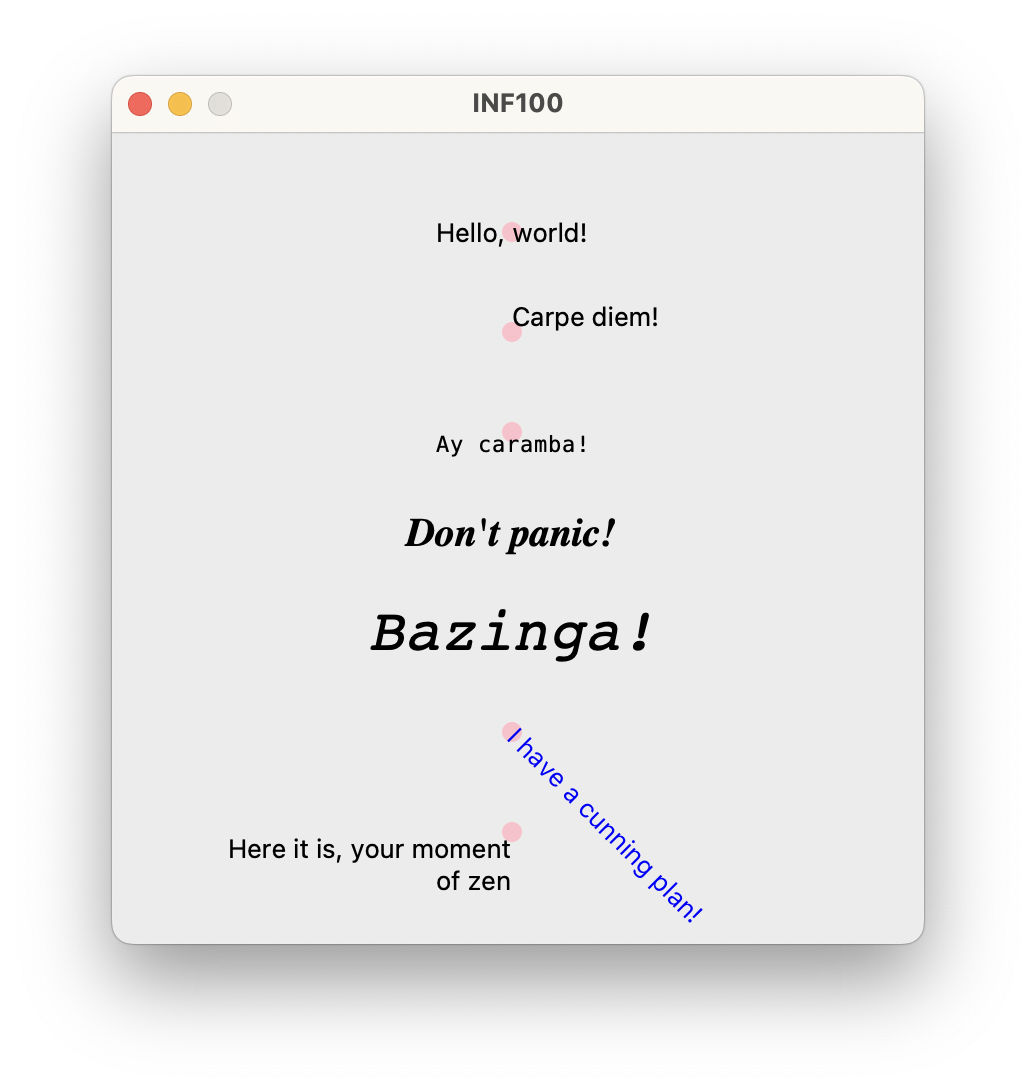 INF100
Hello, world!
Carpe diem!
Ay caramba!
Don't panic!
Bazinga!
I have a cunning plan!
Here it is, your moment
of zen